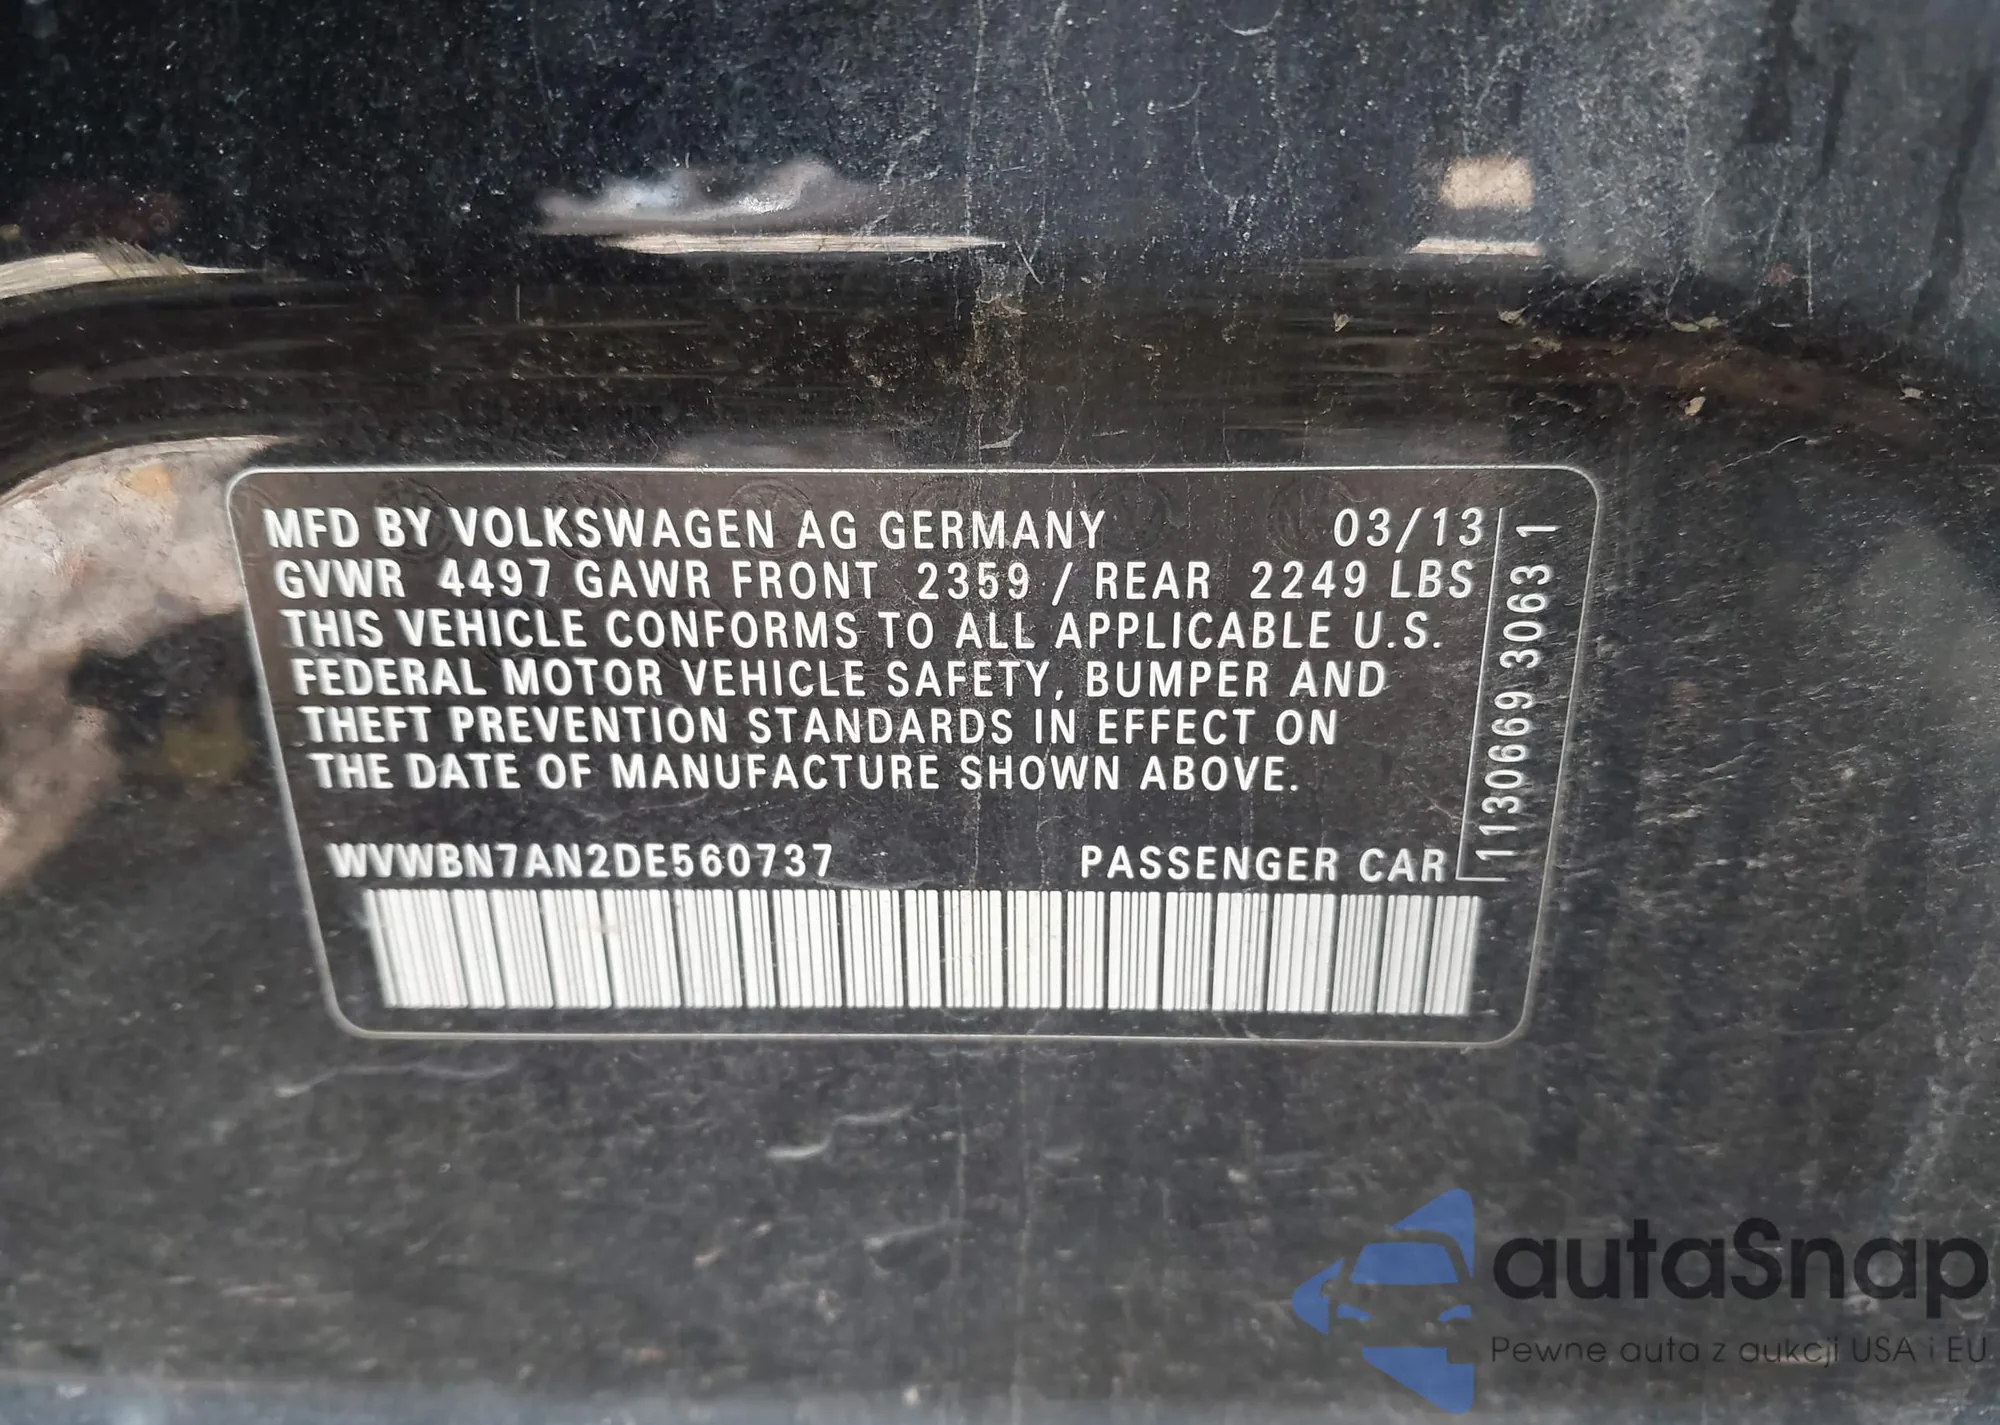 MFD BY VOLKSWAGEN AG GERMANY 03/13
GVWR 4497 GAWR FRONT 2359 / REAR 2249 LBS
THIS VEHICLE CONFORMS TO ALL APPLICABLE U.S.
FEDERAL MOTOR VEHICLE SAFETY, BUMPER AND
THEFT PREVENTION STANDARDS IN EFFECT ON
THE DATE OF MANUFACTURE SHOWN ABOVE.
WVWBN7AN2DE560737 PASSENGER CAR
1130669 3063 1
autaSnap
Pewne auta z aukcji USA i EU